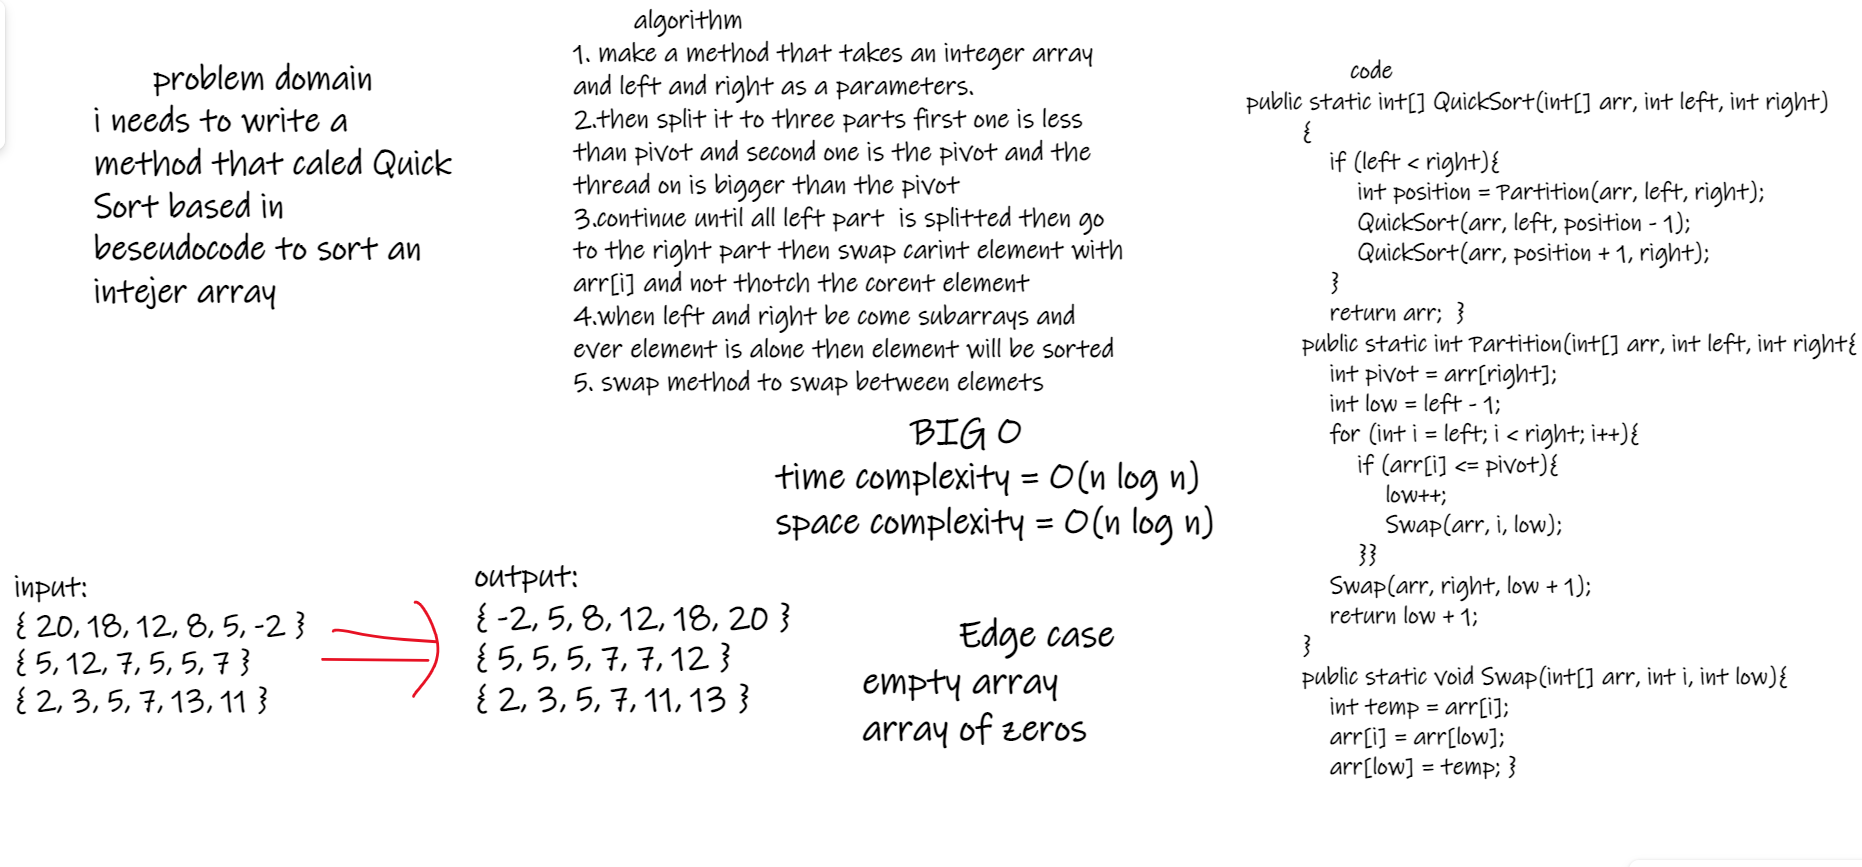 problem domain
i needs to write a
method that caled Quick
Sort based in
beseudocode to sort an
intejer array
algorithm
1. make a method that takes an integer array
and left and right as a parameters.
2.then split it to three parts first one is less
than pivot and second one is the pivot and the
thread on is bigger than the pivot
3.continue until all left part  is splitted then go
to the right part then swap carint element with
arr[i] and not thotch the corent element
4.when left and right be come subarrays and
ever element is alone then element will be sorted
5. swap method to swap between elemets
BIG O
time complexity = O(n log n)
space complexity = O(n log n)
input:
{ 20, 18, 12, 8, 5, -2 }
{ 5, 12, 7, 5, 5, 7 }
{ 2, 3, 5, 7, 13, 11 }
output:
{ -2, 5, 8, 12, 18, 20 }
{ 5, 5, 5, 7, 7, 12 }
{ 2, 3, 5, 7, 11, 13 }
Edge case
empty array
array of zeros
code
public static int[] QuickSort(int[] arr, int left, int right)
{
if (left < right){
int position = Partition(arr, left, right);
QuickSort(arr, left, position - 1);
QuickSort(arr, position + 1, right);
}
return arr;  }
public static int Partition(int[] arr, int left, int right{
int pivot = arr[right];
int low = left - 1;
for (int i = left; i < right; i++){
if (arr[i] <= pivot){
low++;
Swap(arr, i, low);
}}
Swap(arr, right, low + 1);
return low + 1;
}
public static void Swap(int[] arr, int i, int low){
int temp = arr[i];
arr[i] = arr[low];
arr[low] = temp; }